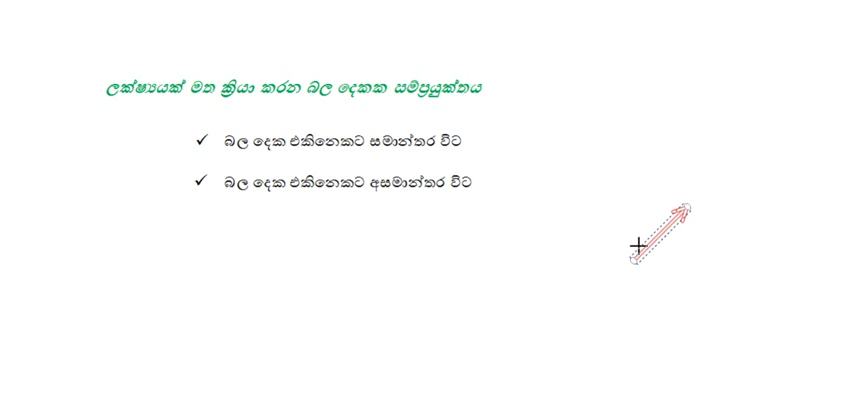 ලක්ෂ්‍යයක් මත ක්‍රියා කරන බල දෙකක සම්ප්‍රයුක්තය
බල දෙක එකිනෙකට සමාන්තර විට
බල දෙක එකිනෙකට අසමාන්තර විට